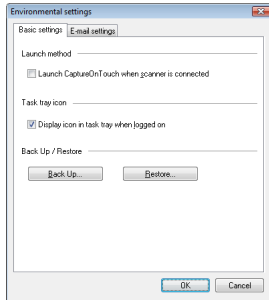 Environmental settings
Basic settings E-mail settings
Launch method
Launch CaptureOnTouch when scanner is connected
Task tray icon
Display icon in task tray when logged on
Back Up / Restore
Back Up... Restore...
OK Cancel